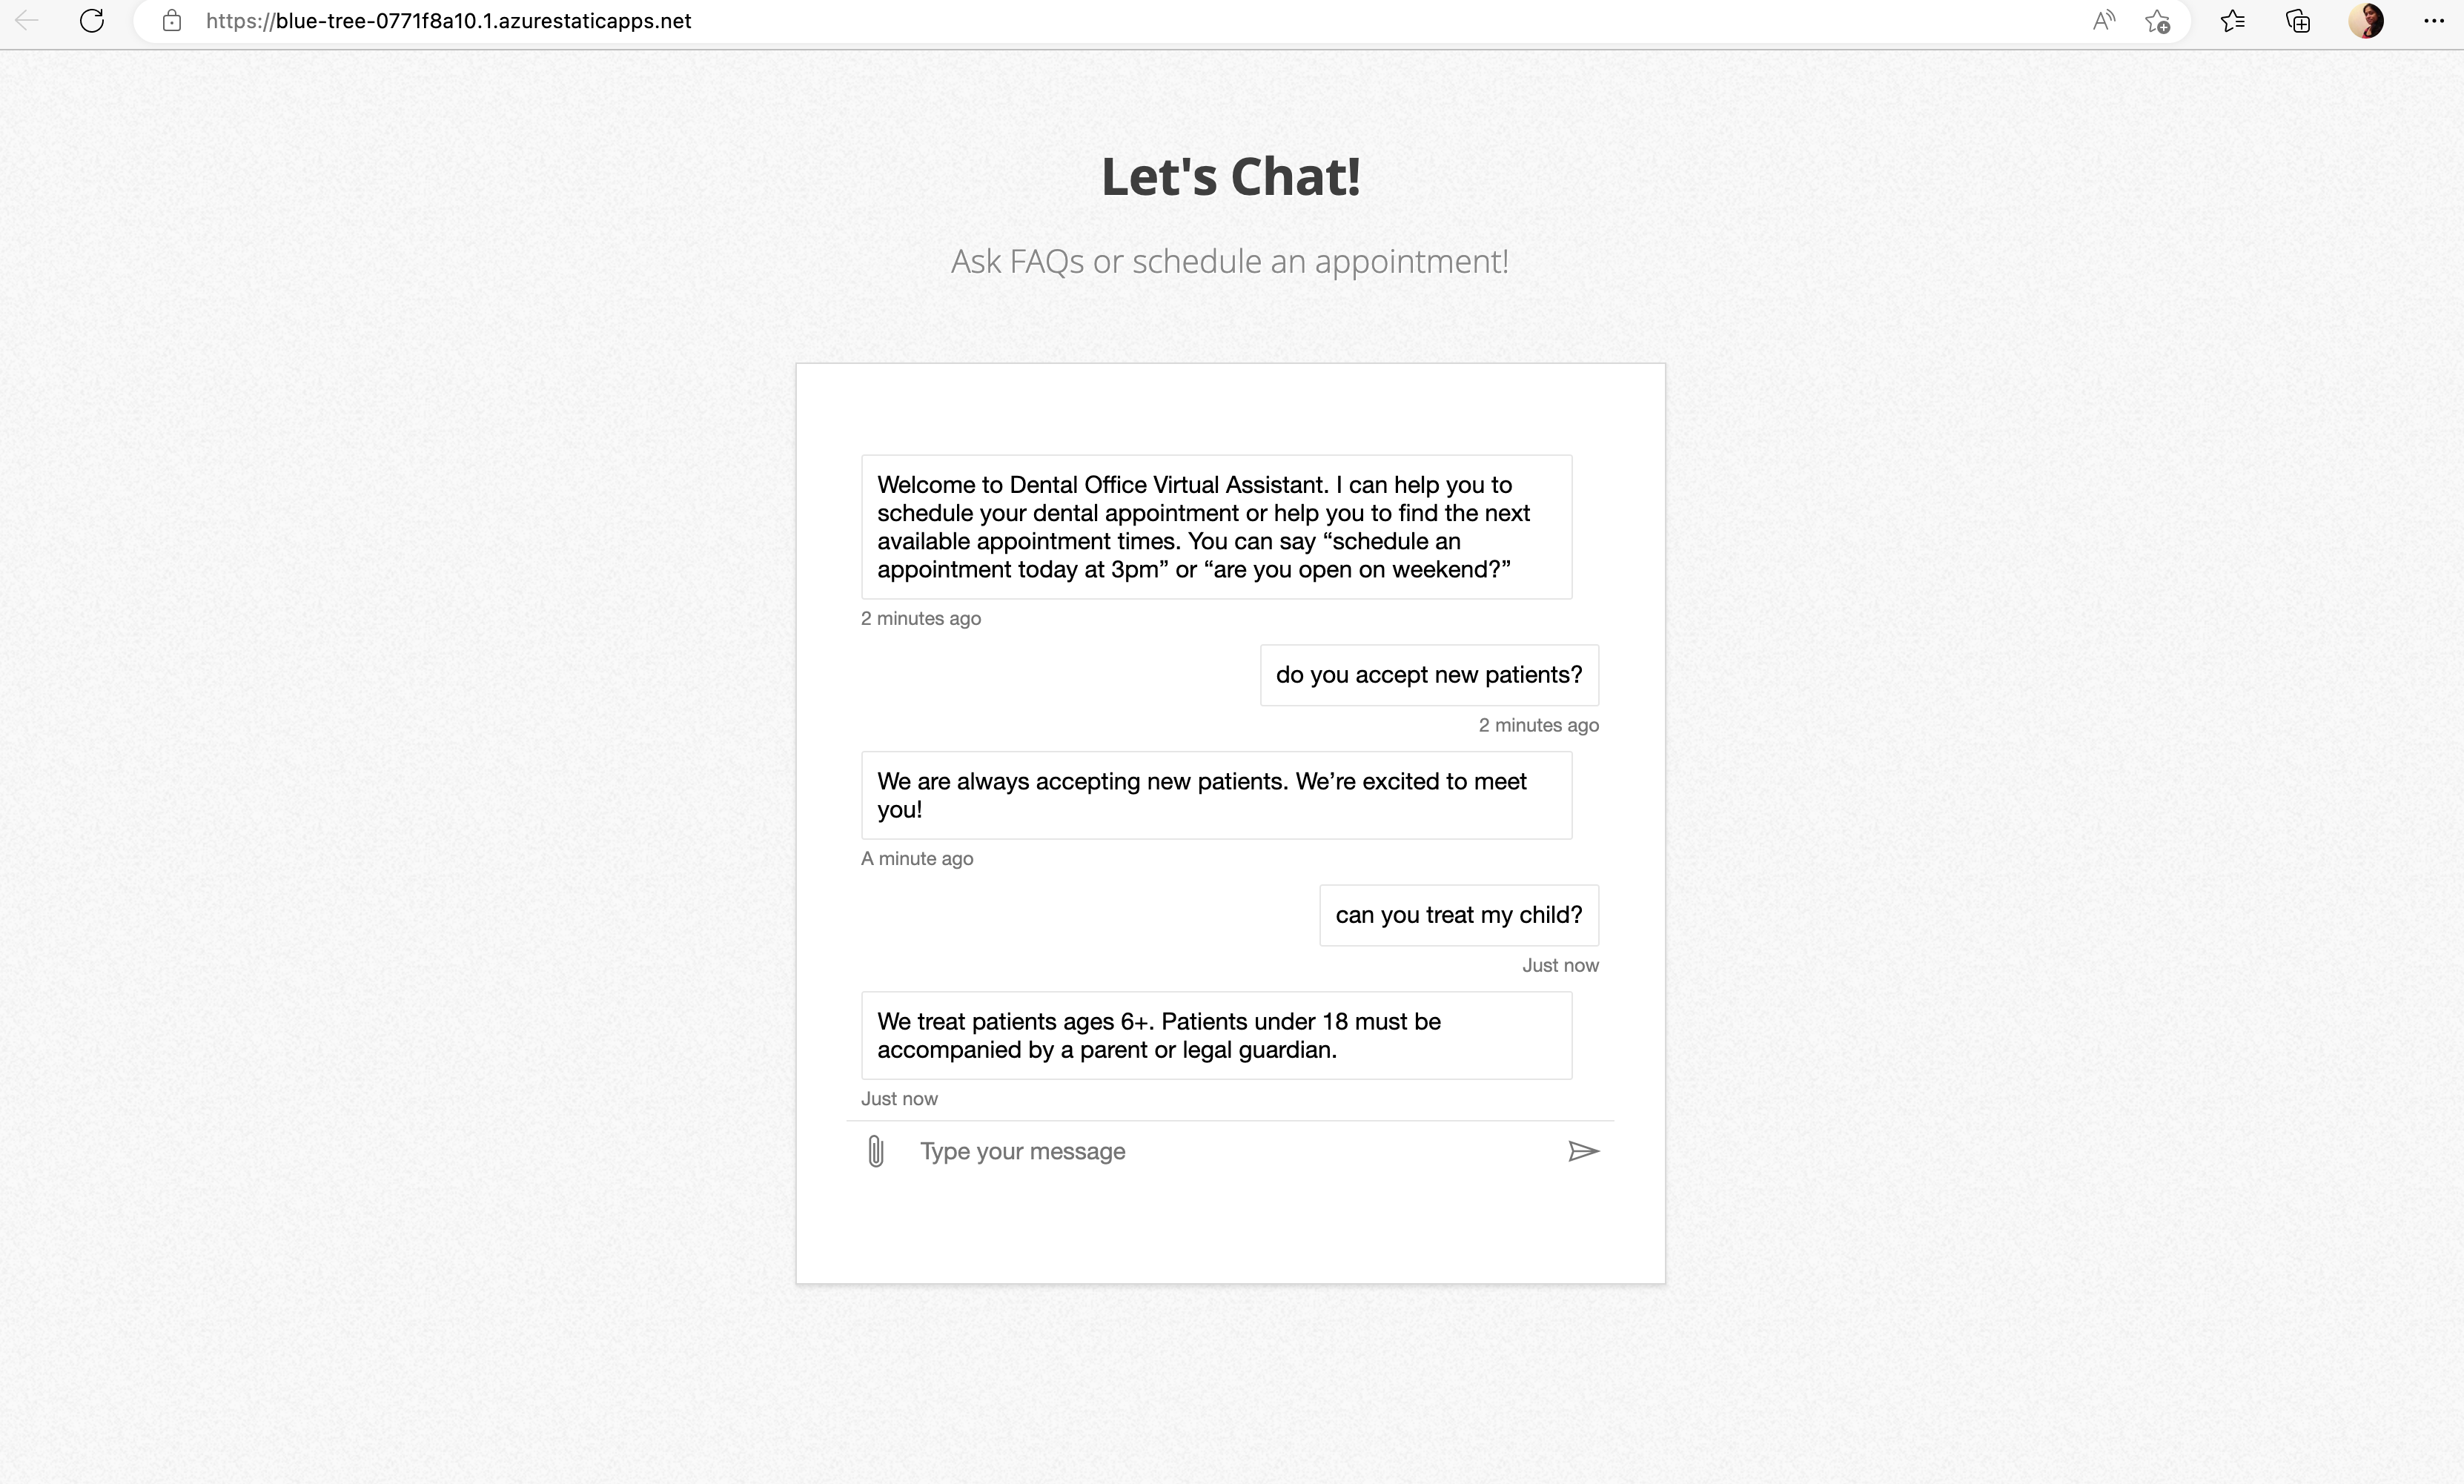 https://blue-tree-0771f8a10.1.azurestaticapps.net
Let's Chat!
Ask FAQs or schedule an appointment!
Welcome to Dental Office Virtual Assistant. I can help you to
schedule your dental appointment or help you to find the next
available appointment times. You can say “schedule an
appointment today at 3pm” or “are you open on weekend?”
2 minutes ago
do you accept new patients?
2 minutes ago
We are always accepting new patients. We’re excited to meet
you!
A minute ago
can you treat my child?
Just now
We treat patients ages 6+. Patients under 18 must be
accompanied by a parent or legal guardian.
Just now
Type your message